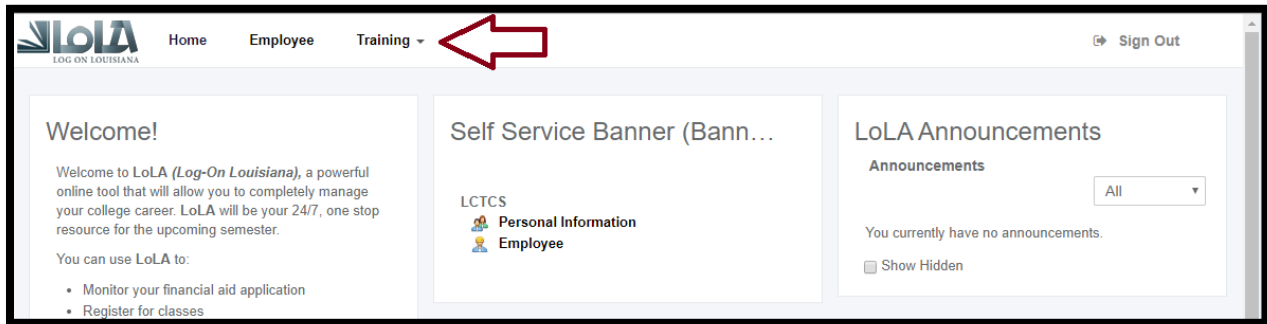 LOLA
LOG ON LOUISIANA
Home Employee Training
Sign Out
Welcome!
Welcome to LoLA (Log-On Louisiana), a powerful
online tool that will allow you to completely manage
your college career. LoLA will be your 24/7, one stop
resource for the upcoming semester.
You can use LoLA to:
• Monitor your financial aid application
• Register for classes
Self Service Banner (Bann...
LCTCS
Personal Information
Employee
LoLA Announcements
Announcements
All
You currently have no announcements.
Show Hidden